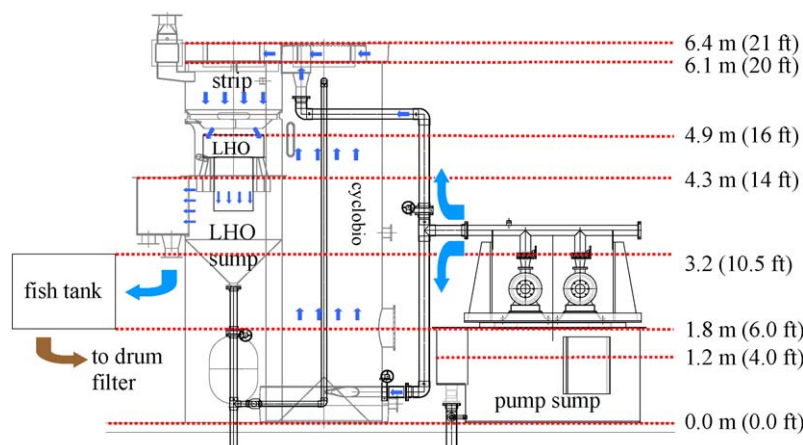 6.4 m (21 ft)
6.1 m (20 ft)
strip
4.9 m (16 ft)
LHO
4.3 m (14 ft)
cyclobio
LHO
sump
3.2 (10.5 ft)
fish tank
1.8 m (6.0 ft)
to drum
filter
1.2 m (4.0 ft)
pump sump
0.0 m (0.0 ft)